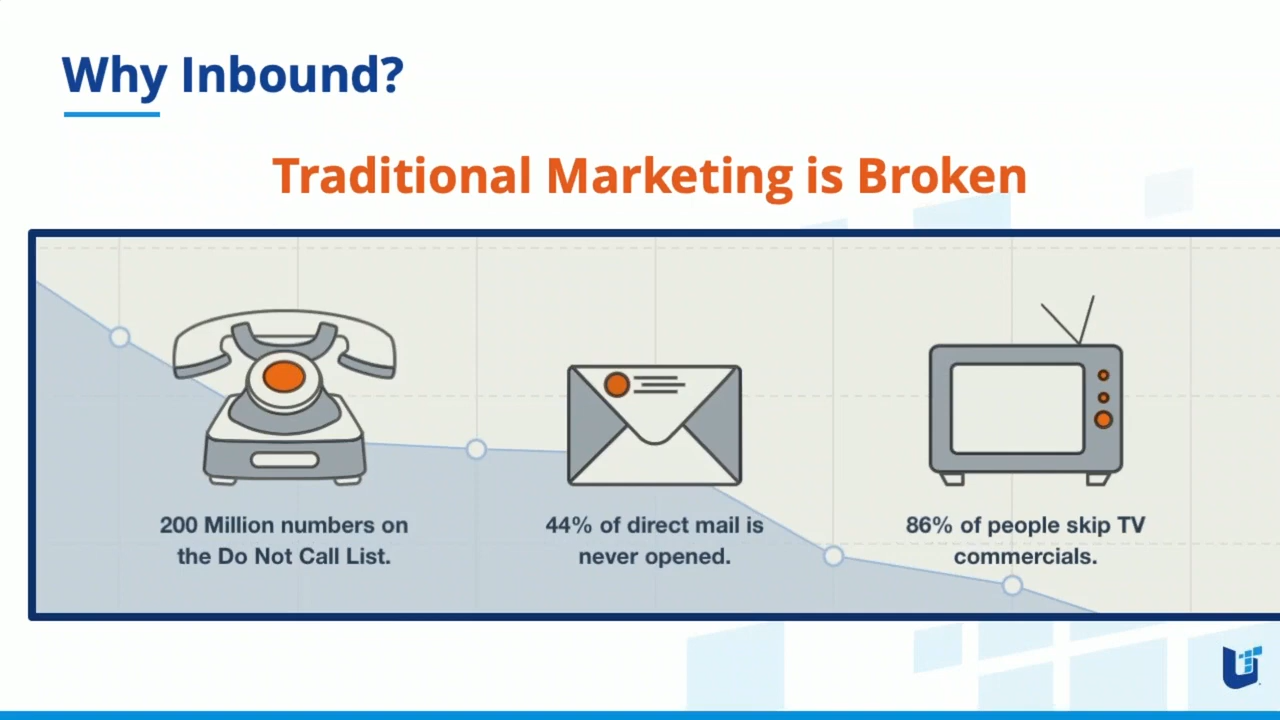 Why Inbound?
Traditional Marketing is Broken
200 Million numbers on
the Do Not Call List.
44% of direct mail is
never opened.
86% of people skip TV
commercials.